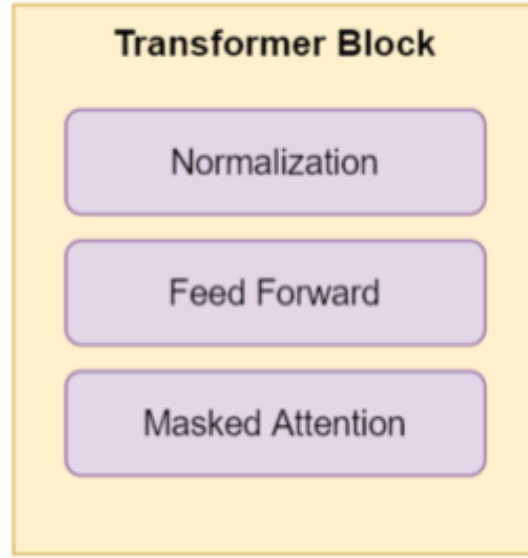 Transformer Block
Normalization
Feed Forward
Masked Attention